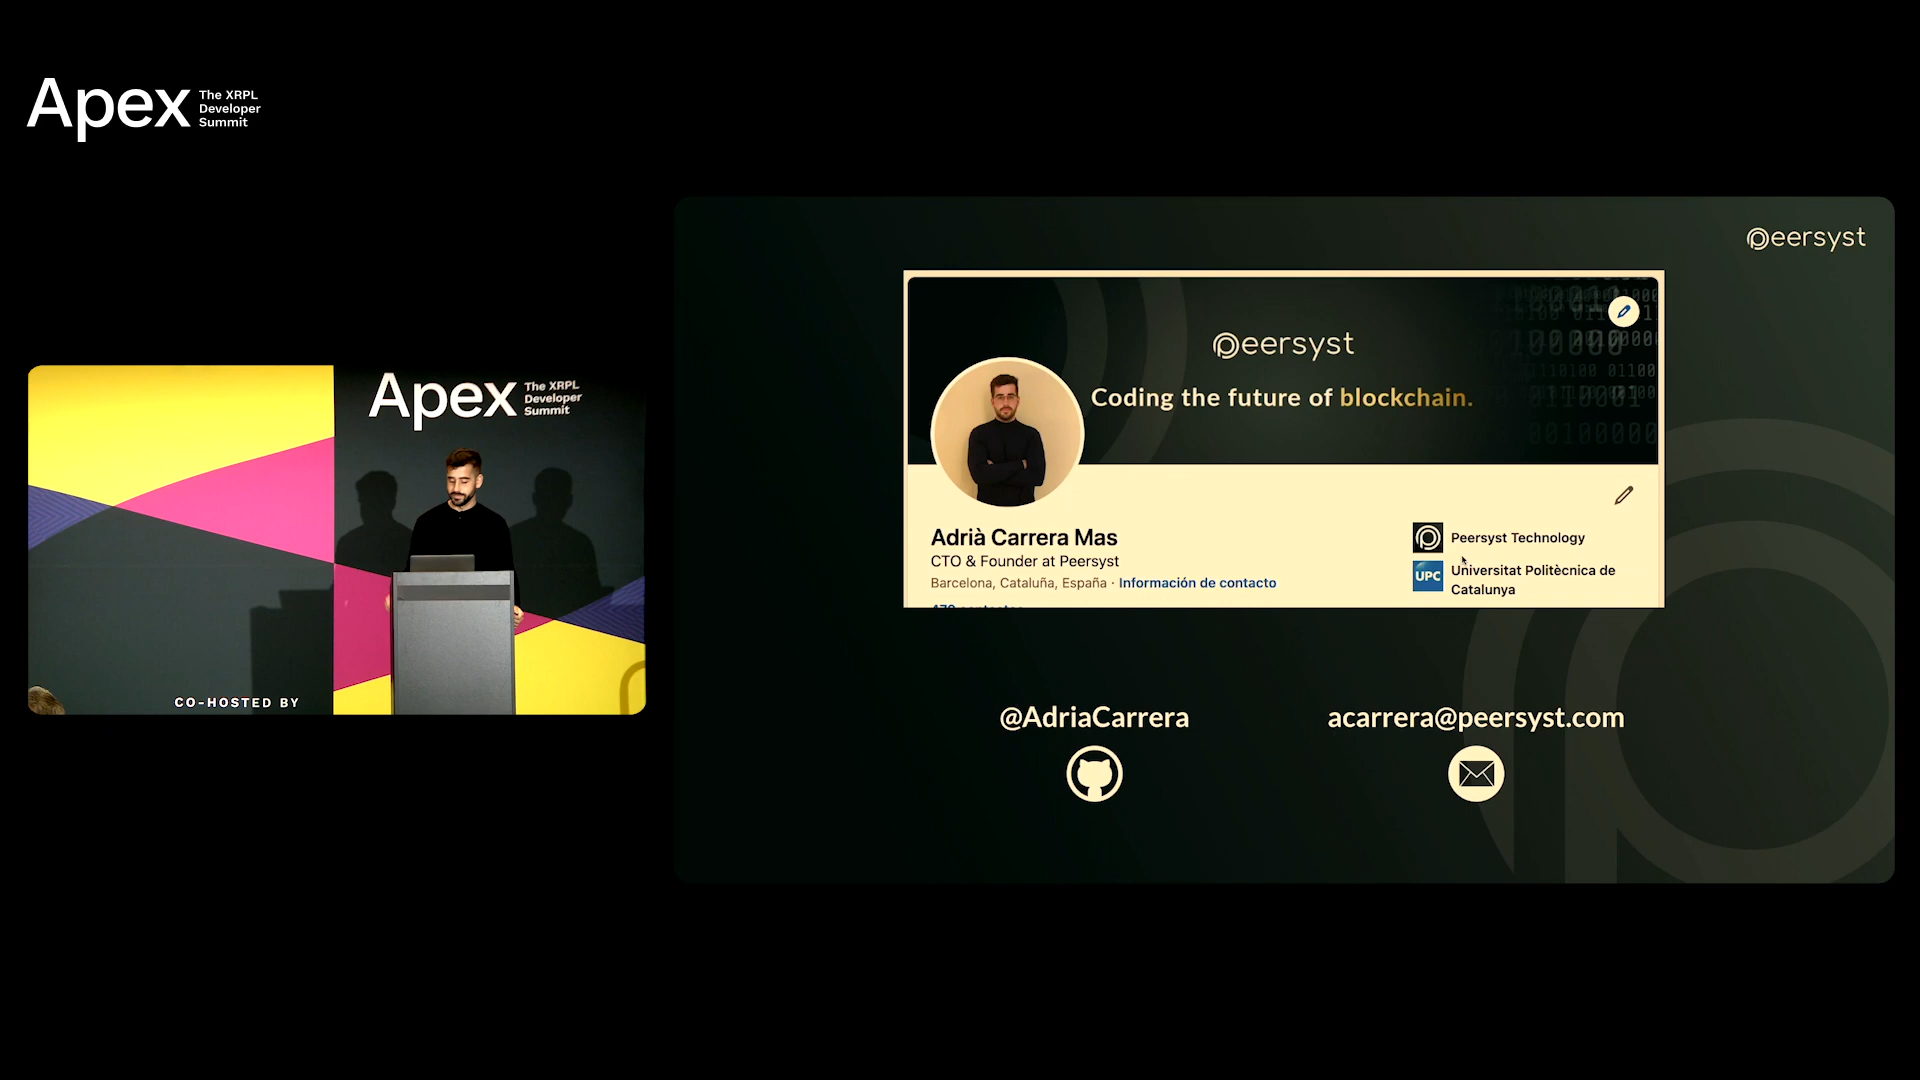 Apex
The XRPL
Developer
Summit
Apex
The XRPL
Developer
Summit
CO-HOSTED BY
peersyst
peersyst
Coding the future of blockchain.
Adrià Carrera Mas
CTO & Founder at Peersyst
Barcelona, Cataluña, España · Información de contacto
Peersyst Technology
UPC
Universitat Politècnica de
Catalunya
@AdriaCarrera
acarrera@peersyst.com